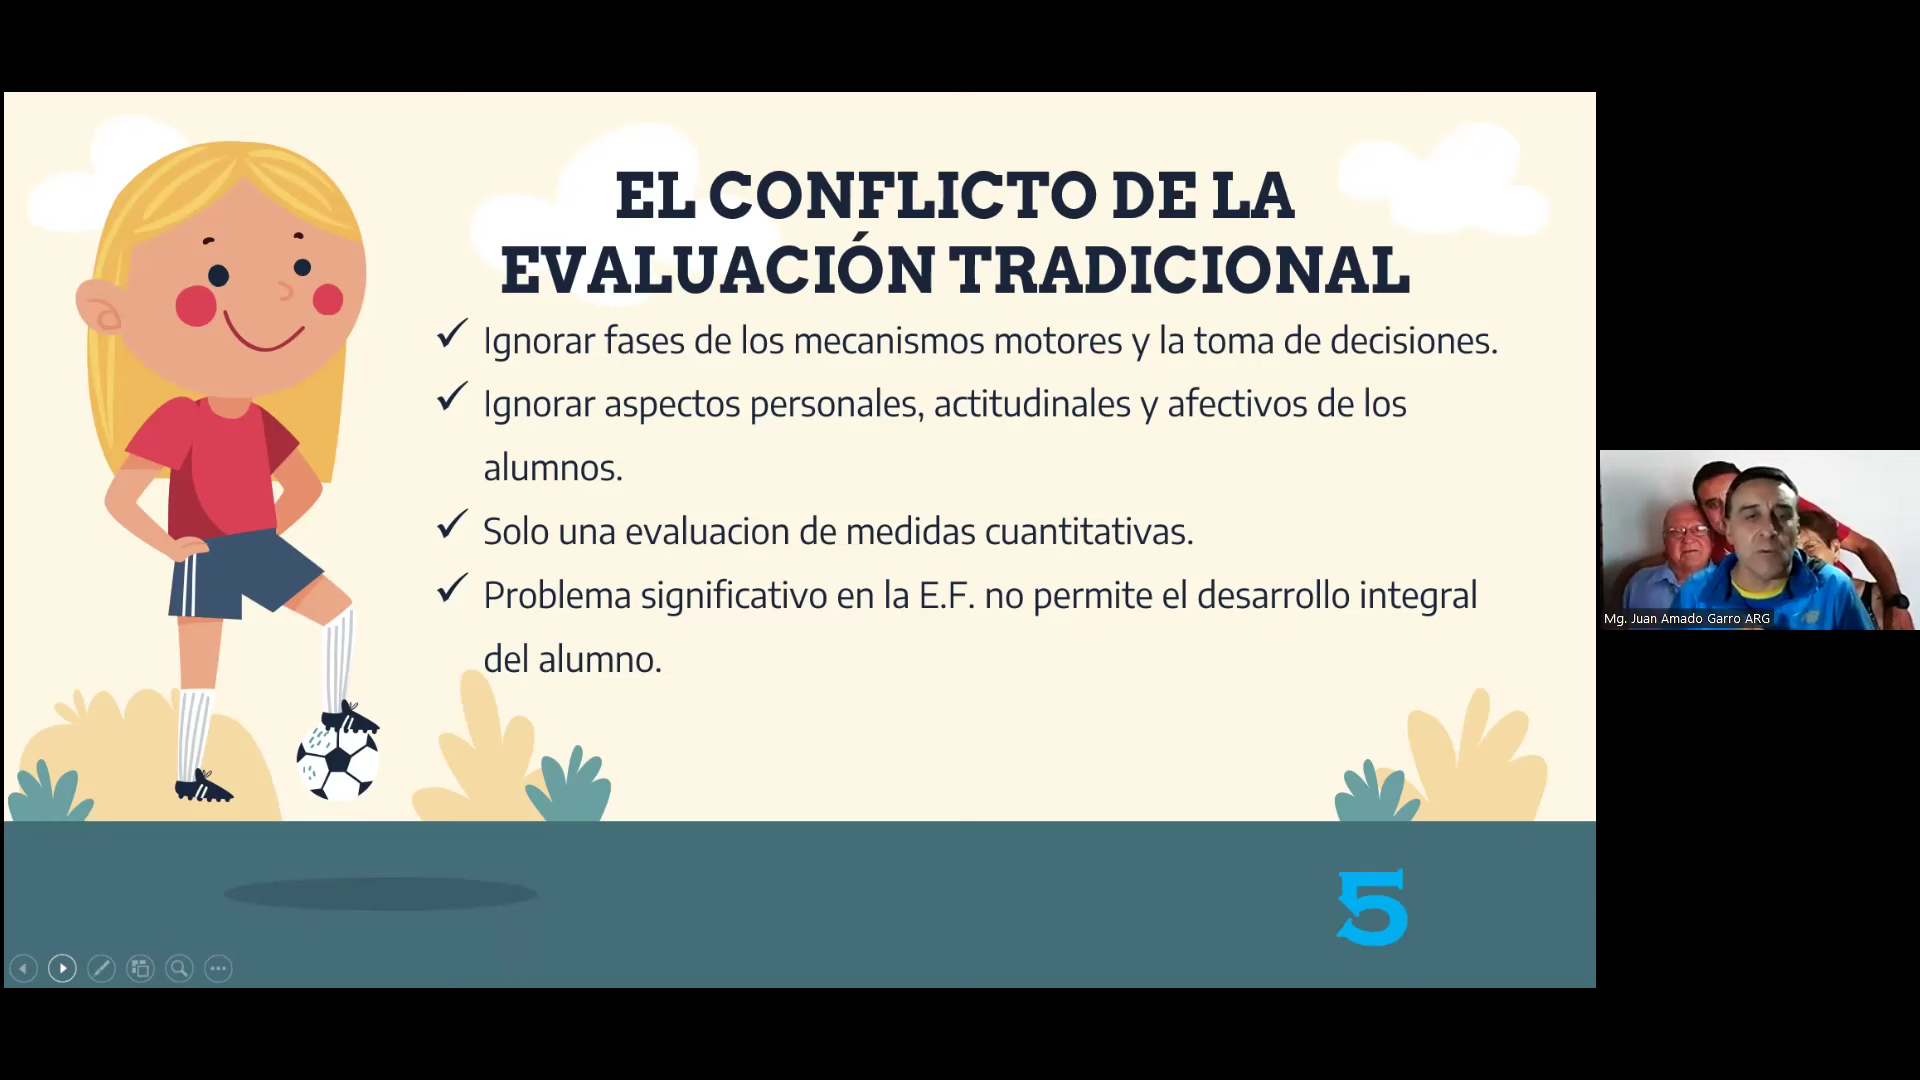 EL CONFLICTO DE LA
EVALUACIÓN TRADICIONAL
Ignorar fases de los mecanismos motores y la toma de decisiones.
Ignorar aspectos personales, actitudinales y afectivos de los
alumnos.
Solo una evaluacion de medidas cuantitativas.
Problema significativo en la E.F. no permite el desarrollo integral
del alumno.
5
Mg. Juan Amado Garro ARG